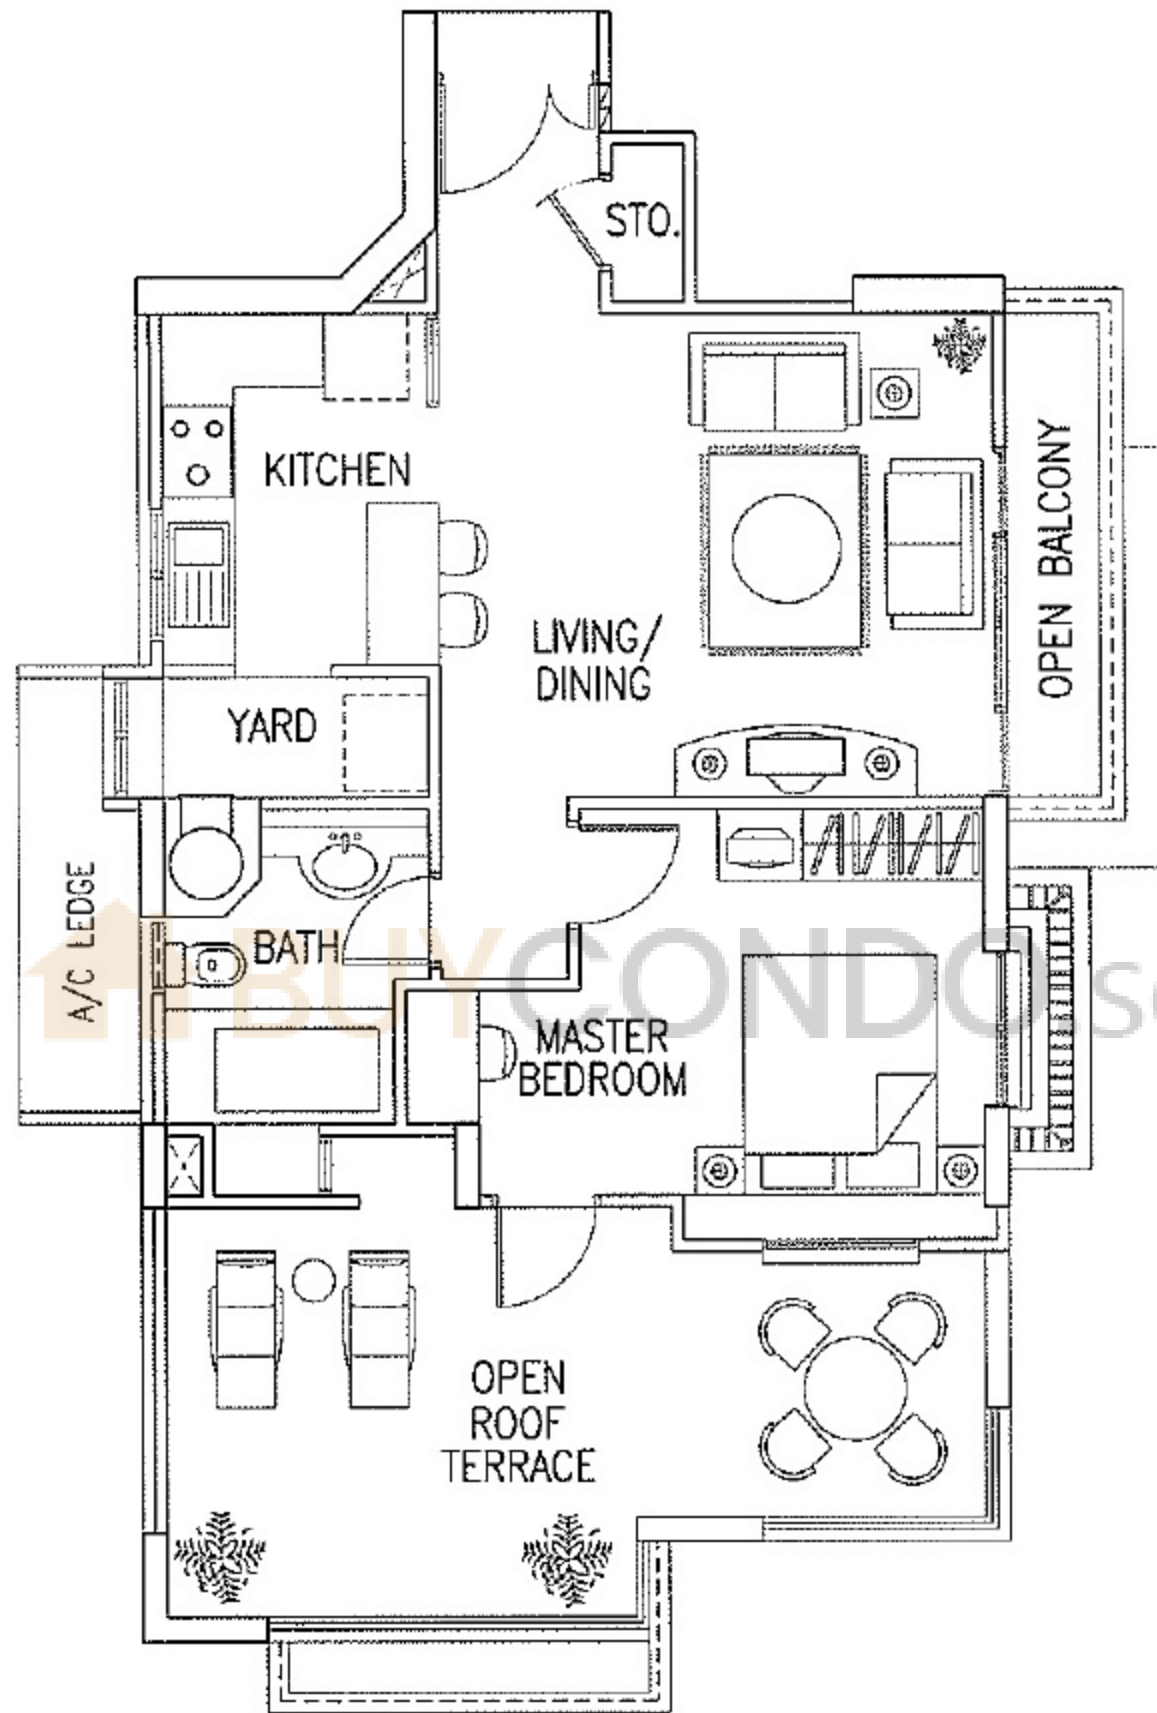 STO.
KITCHEN
OPEN BALCONY
LIVING/
DINING
YARD
A/C LEDGE
BATH
BUYCONDO.s
MASTER
BEDROOM
OPEN
ROOF
TERRACE